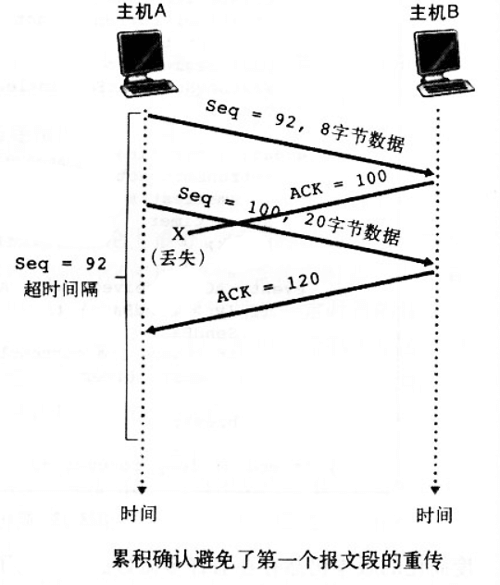 主机A
主机B
Seq = 92, 8字节数据
ACK = 100
Seq = 100, 20字节数据
X
(丢失)
Seq = 92
超时间隔
ACK = 120
时间
时间
累积确认避免了第一个报文段的重传